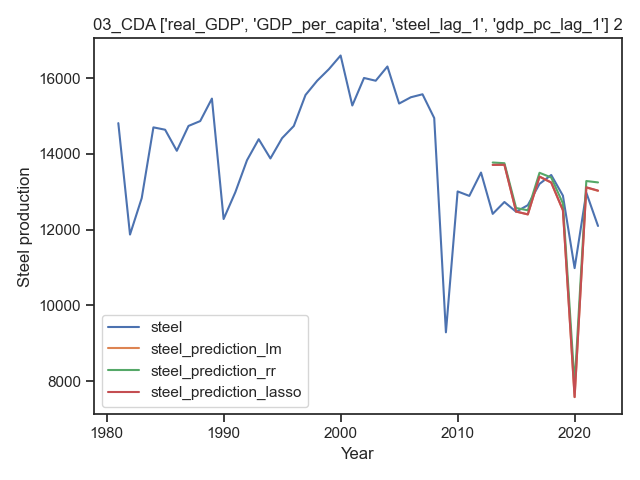 03_CDA ['real_GDP', 'GDP_per_capita', 'steel_lag_1', 'gdp_pc_lag_1'] 2
16000
14000
12000
10000
8000
Steel production
steel
steel_prediction_lm
steel_prediction_rr
steel_prediction_lasso
1980
1990
2000
2010
2020
Year